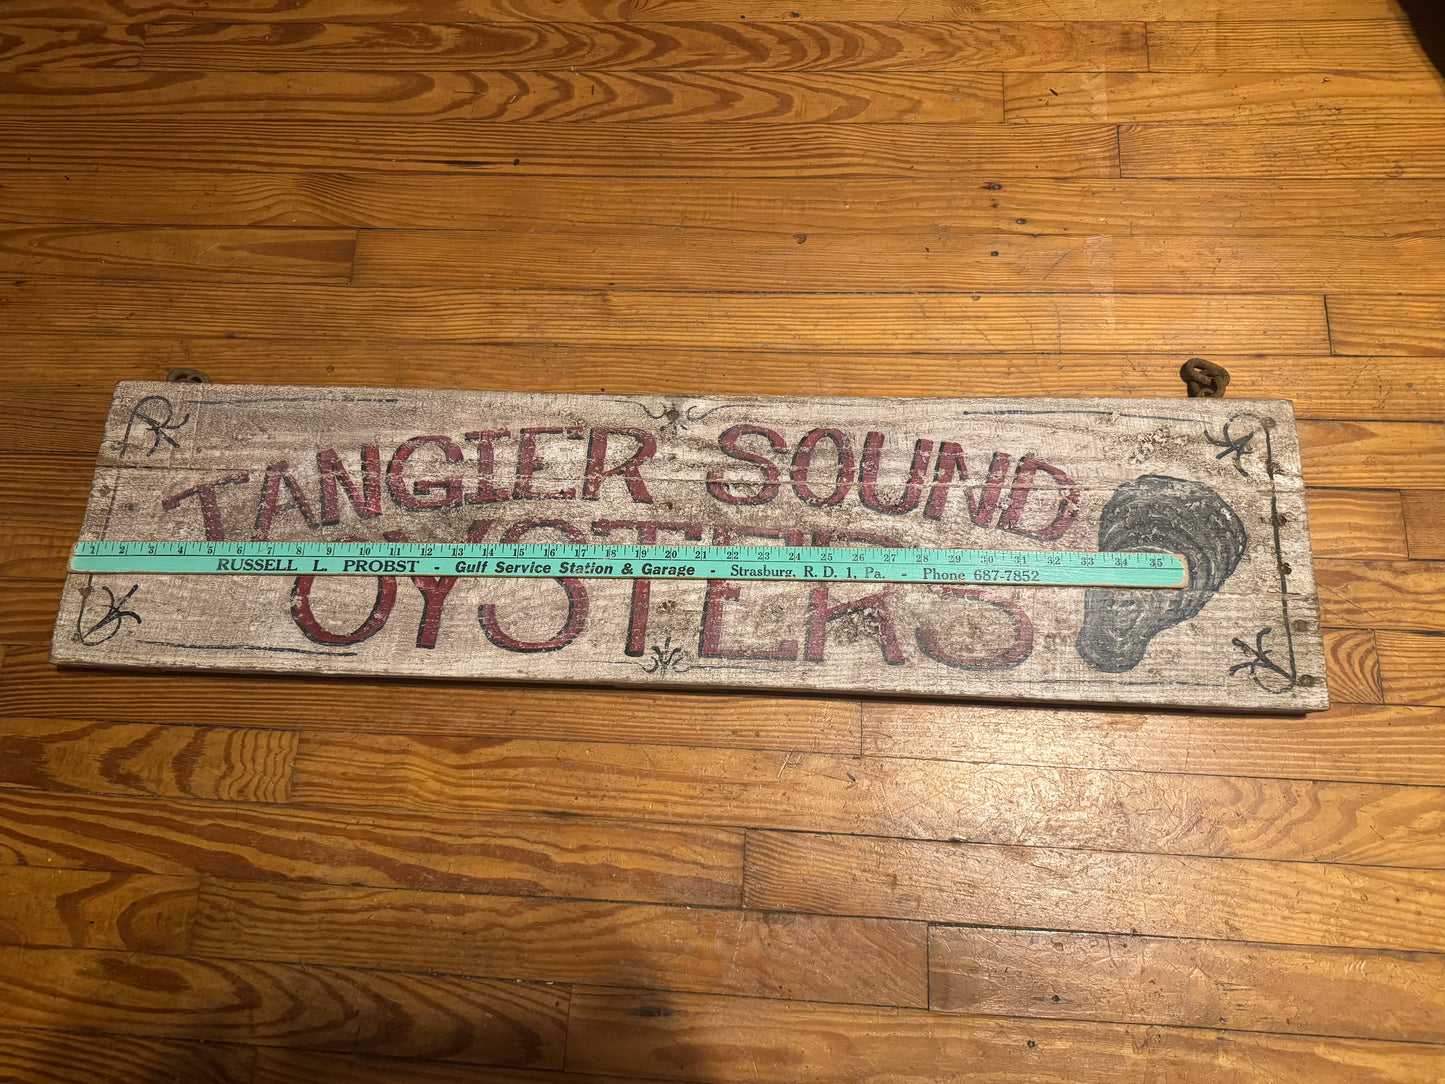 TANGIER SOUND
1 2 3 4 5 6 7 8 9 10 11 12 13 14 15 16 17 18 19 20 21 22 23 24 25 26 27 28 29 30 31 32 33 34 35
RUSSELL L. PROBST - Gulf Service Station & Garage - Strasburg, R. D. 1, Pa. - Phone 687-7852
OYSTERS